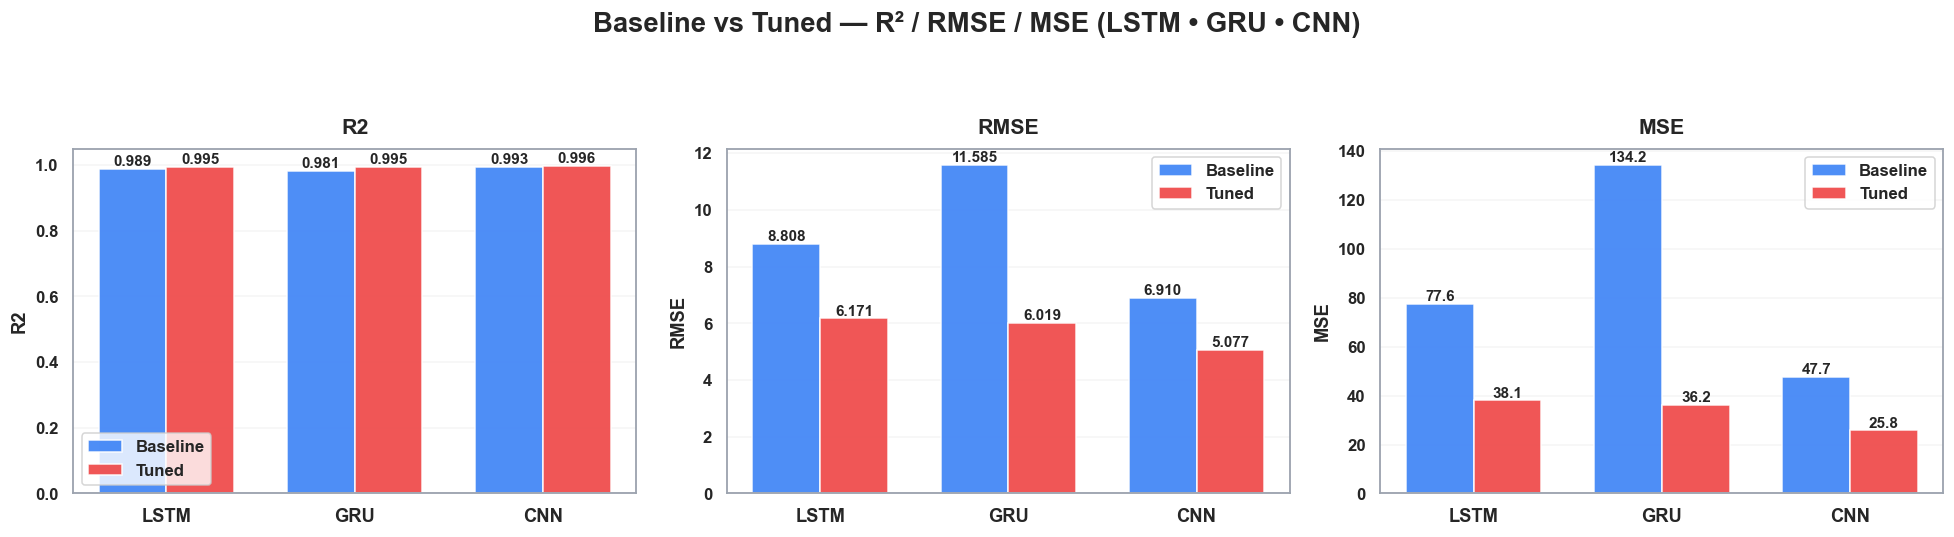 Baseline vs Tuned — R² / RMSE / MSE (LSTM • GRU • CNN)
R2
R2
1.0
0.8
0.6
0.4
0.2
0.0
0.989
0.995
0.981
0.995
0.993
0.996
Baseline
Tuned
LSTM
GRU
CNN
RMSE
RMSE
12
10
8
6
4
2
0
8.808
6.171
11.585
6.019
6.910
5.077
Baseline
Tuned
LSTM
GRU
CNN
MSE
MSE
140
120
100
80
60
40
20
0
77.6
38.1
134.2
36.2
47.7
25.8
Baseline
Tuned
LSTM
GRU
CNN